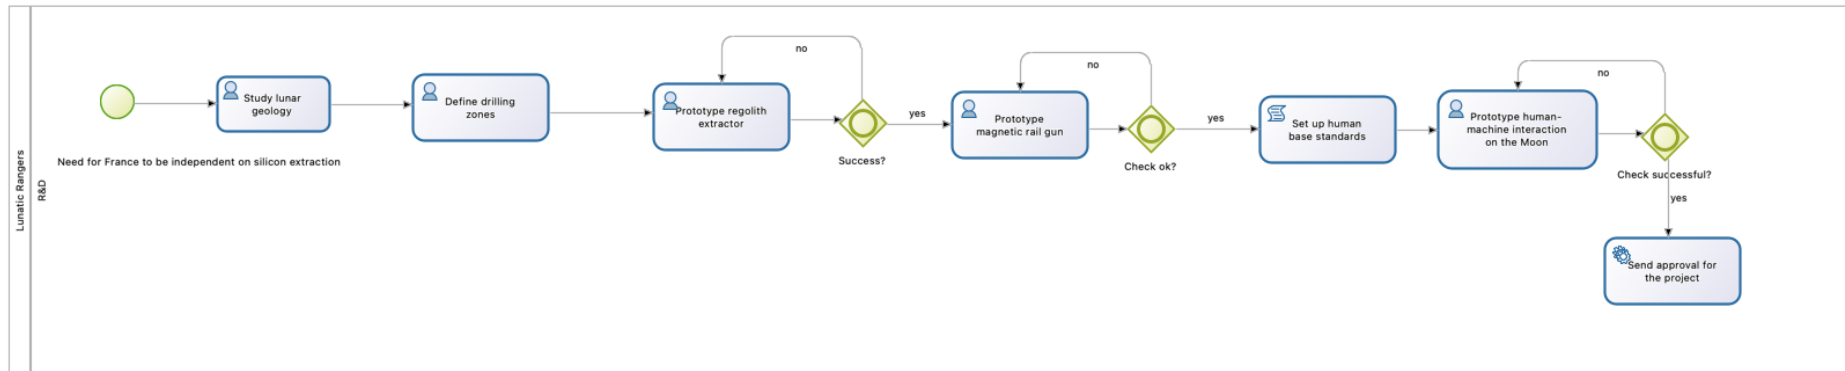 Lunatic Rangers
R&D
Need for France to be independent on silicon extraction
Study lunar
geology
Define drilling
zones
Prototype regolith
extractor
no
Success?
yes
Prototype
magnetic rail gun
no
Check ok?
yes
Set up human
base standards
Prototype human-
machine interaction
on the Moon
no
Check successful?
yes
Send approval for
the project